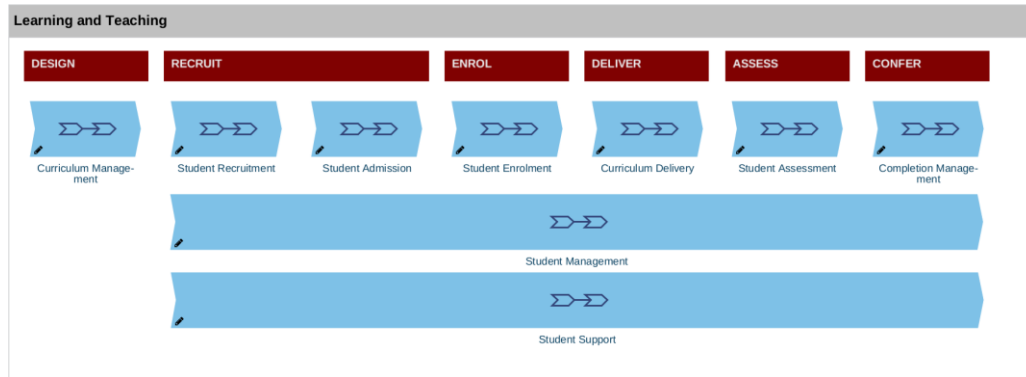 Learning and Teaching
DESIGN
RECRUIT
ENROL
DELIVER
ASSESS
CONFER
Curriculum Manage-
ment
Student Recruitment
Student Admission
Student Enrolment
Curriculum Delivery
Student Assessment
Completion Manage-
ment
Student Management
Student Support